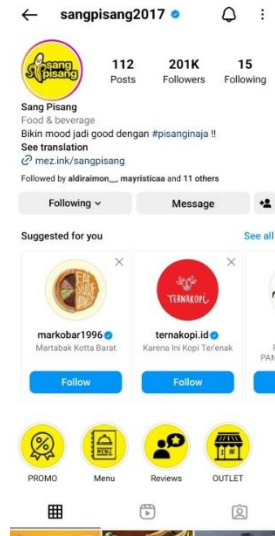 sangpisang2017
sang
pisang
112 201K 15
Posts Followers Following
Sang Pisang
Food & beverage
Bikin mood jadi good dengan #pisanginaja !!
See translation
mez.ink/sangpisang
Followed by aldiraimon__, mayristicaa and 11 others
Following Message
Suggested for you See all
EAT
TERNAKOPI
markobar1996 ternakopi.id
Martabak Kotta Barat Karena Ini Kopi Ter'enak
PAN
Follow Follow
MENU
PROMO Menu Reviews OUTLET